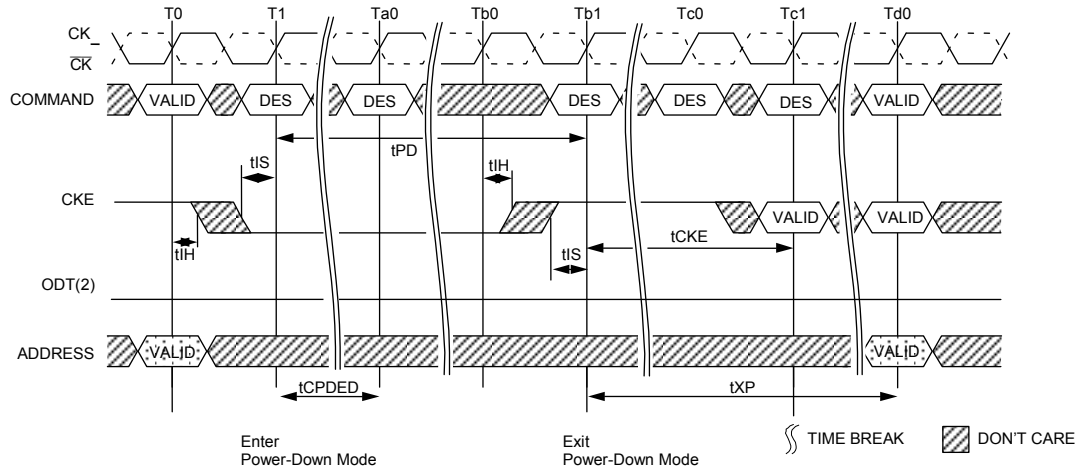 T0 T1 Ta0 Tb0 Tb1 Tc0 Tc1 Td0
CK_
CK
COMMAND VALID DES DES DES DES DES VALID
tPD
tIS tIH
CKE VALID VALID
tCKE
tIH tIS
ODT(2)
ADDRESS VALID VALID
tCPDED tXP
Enter
Power-Down Mode
Exit
Power-Down Mode
TIME BREAK DON'T CARE